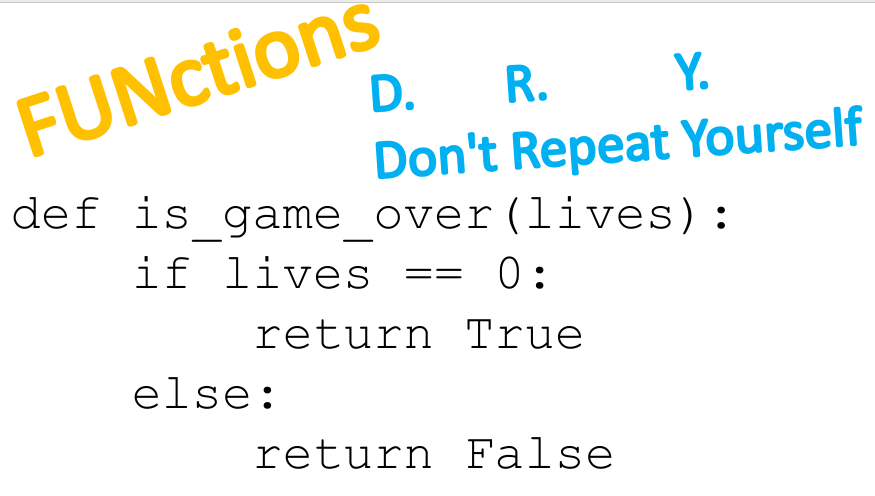 FUNctions
D. R. Y.
Don't Repeat Yourself
def is_game_over(lives):
    if lives == 0:
        return True
    else:
        return False